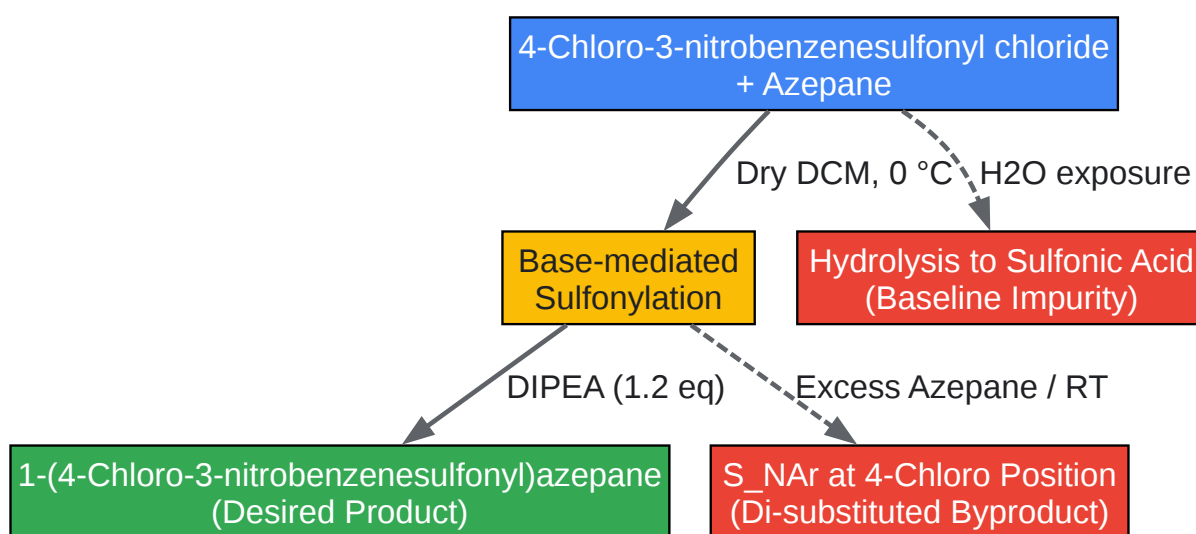 4-Chloro-3-nitrobenzenesulfonyl chloride
+ Azepane
Dry DCM, 0 °C
H2O exposure
Base-mediated
Sulfonylation
Hydrolysis to Sulfonic Acid
(Baseline Impurity)
DIPEA (1.2 eq)
Excess Azepane / RT
1-(4-Chloro-3-nitrobenzenesulfonyl)azepane
(Desired Product)
S_NAr at 4-Chloro Position
(Di-substituted Byproduct)